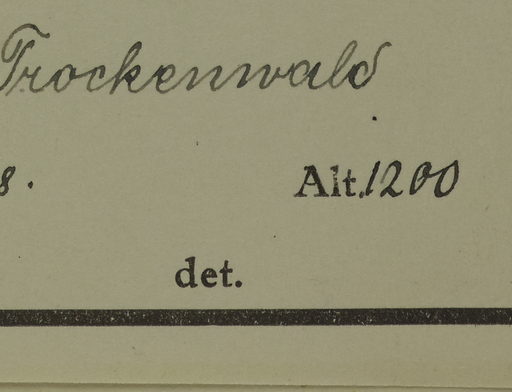 Trockenwald
8. Alt. 1200
det.